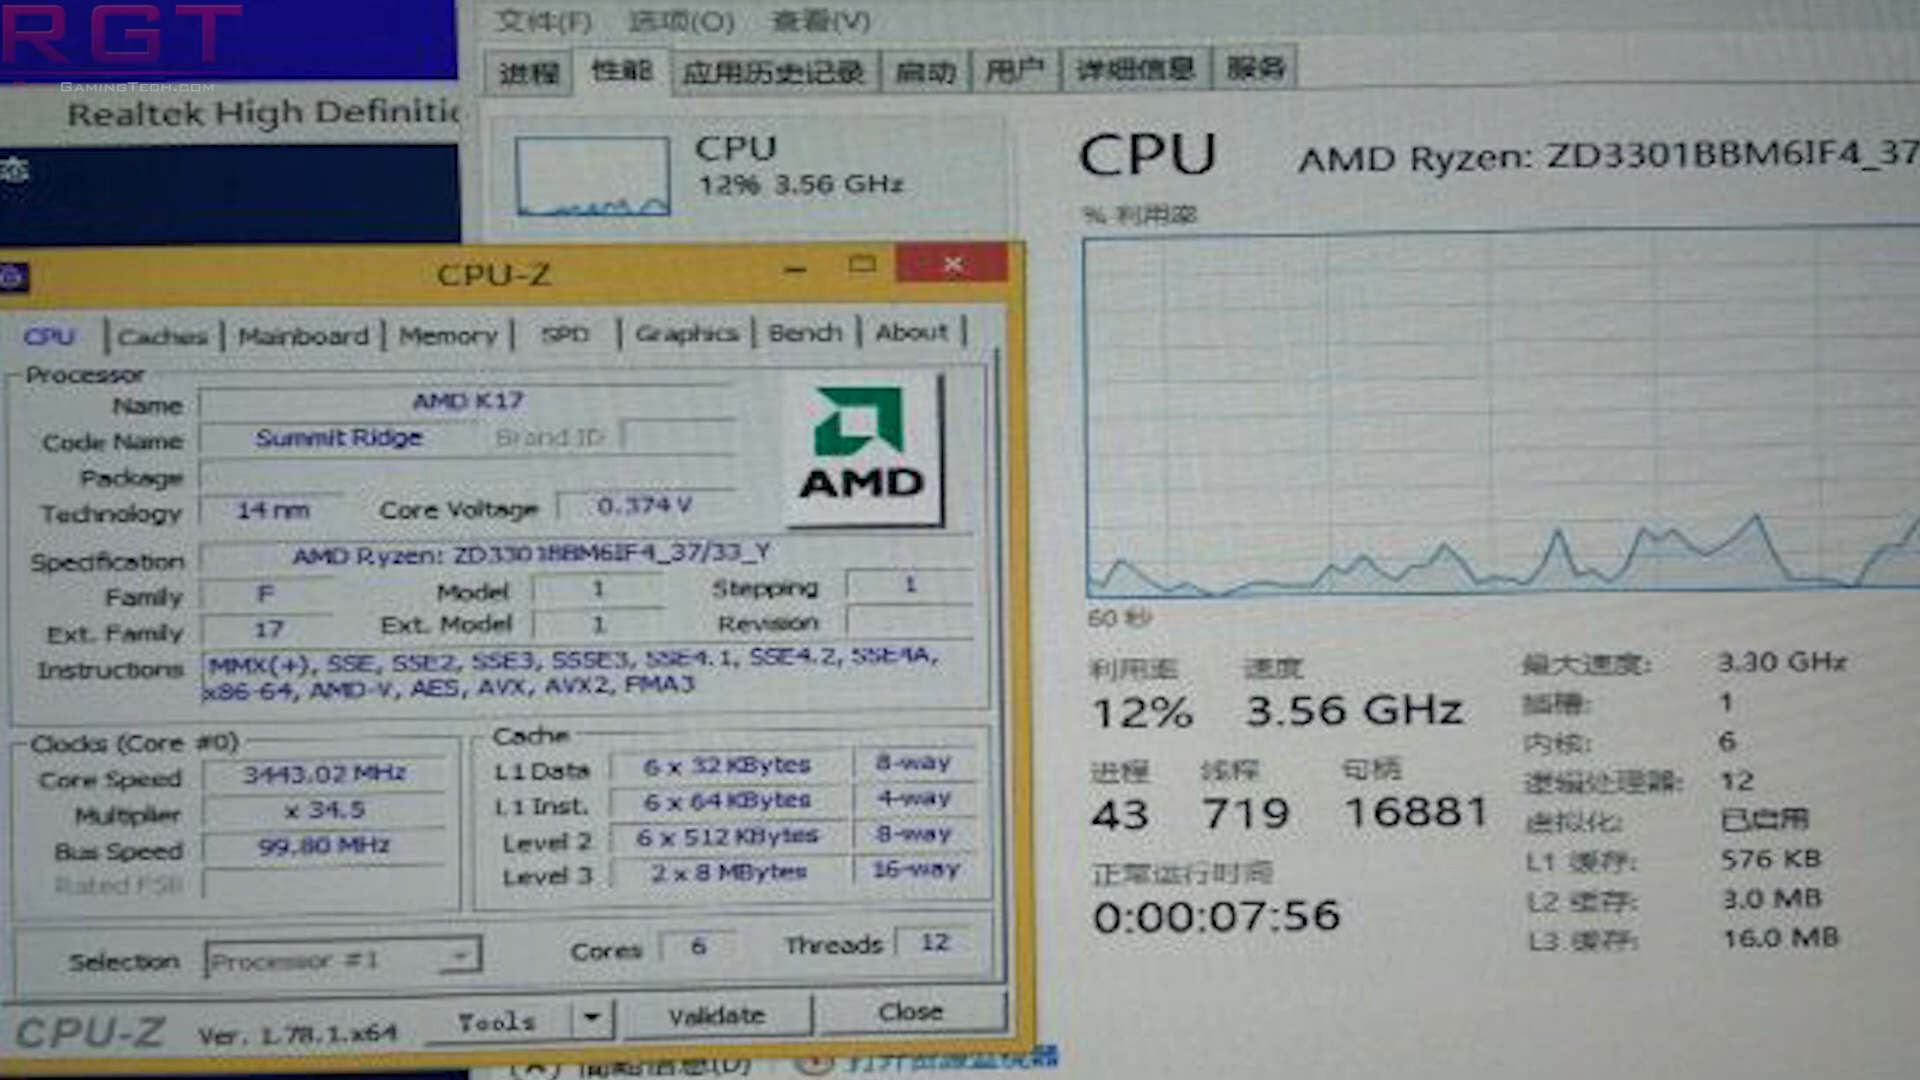 RGT
GAMINGTECH.COM
Realtek High Definitio
文件(F) 选项(O) 查看(V)
进程 性能 应用历史记录 启动 用户 详细信息 服务
CPU
12% 3.56 GHz
CPU AMD Ryzen: ZD3301BBM6IF4_37
% 利用率
60 秒
利用率 速度
12% 3.56 GHz
进程 线程 句柄
43 719 16881
正常运行时间
0:00:07:56
最大速度: 3.30 GHz
插槽: 1
内核: 6
逻辑处理器: 12
虚拟化: 已启用
L1 缓存: 576 KB
L2 缓存: 3.0 MB
L3 缓存: 16.0 MB
CPU-Z
CPU Caches Mainboard Memory SPD Graphics Bench About
Processor
Name AMD K17
Code Name Summit Ridge Brand ID
Package
Technology 14 nm Core Voltage 0.374 V
AMD
Specification AMD Ryzen: ZD3301BBM6IF4_37/33_Y
Family F Model 1 Stepping 1
Ext. Family 17 Ext. Model 1 Revision
Instructions MMX(+), SSE, SSE2, SSE3, SSSE3, SSE4.1, SSE4.2, SSE4A,
x86-64, AMD-V, AES, AVX, AVX2, FMA3
Clocks (Core #0)
Core Speed 3443.02 MHz
Multiplier x 34.5
Bus Speed 99.80 MHz
Rated FSB
Cache
L1 Data 6 x 32 KBytes 8-way
L1 Inst. 6 x 64 KBytes 4-way
Level 2 6 x 512 KBytes 8-way
Level 3 2 x 8 MBytes 16-way
Selection Processor #1 Cores 6 Threads 12
CPU-Z Ver. 1.78.1.x64 Tools Validate Close
简略信息(D) 打开资源监视器